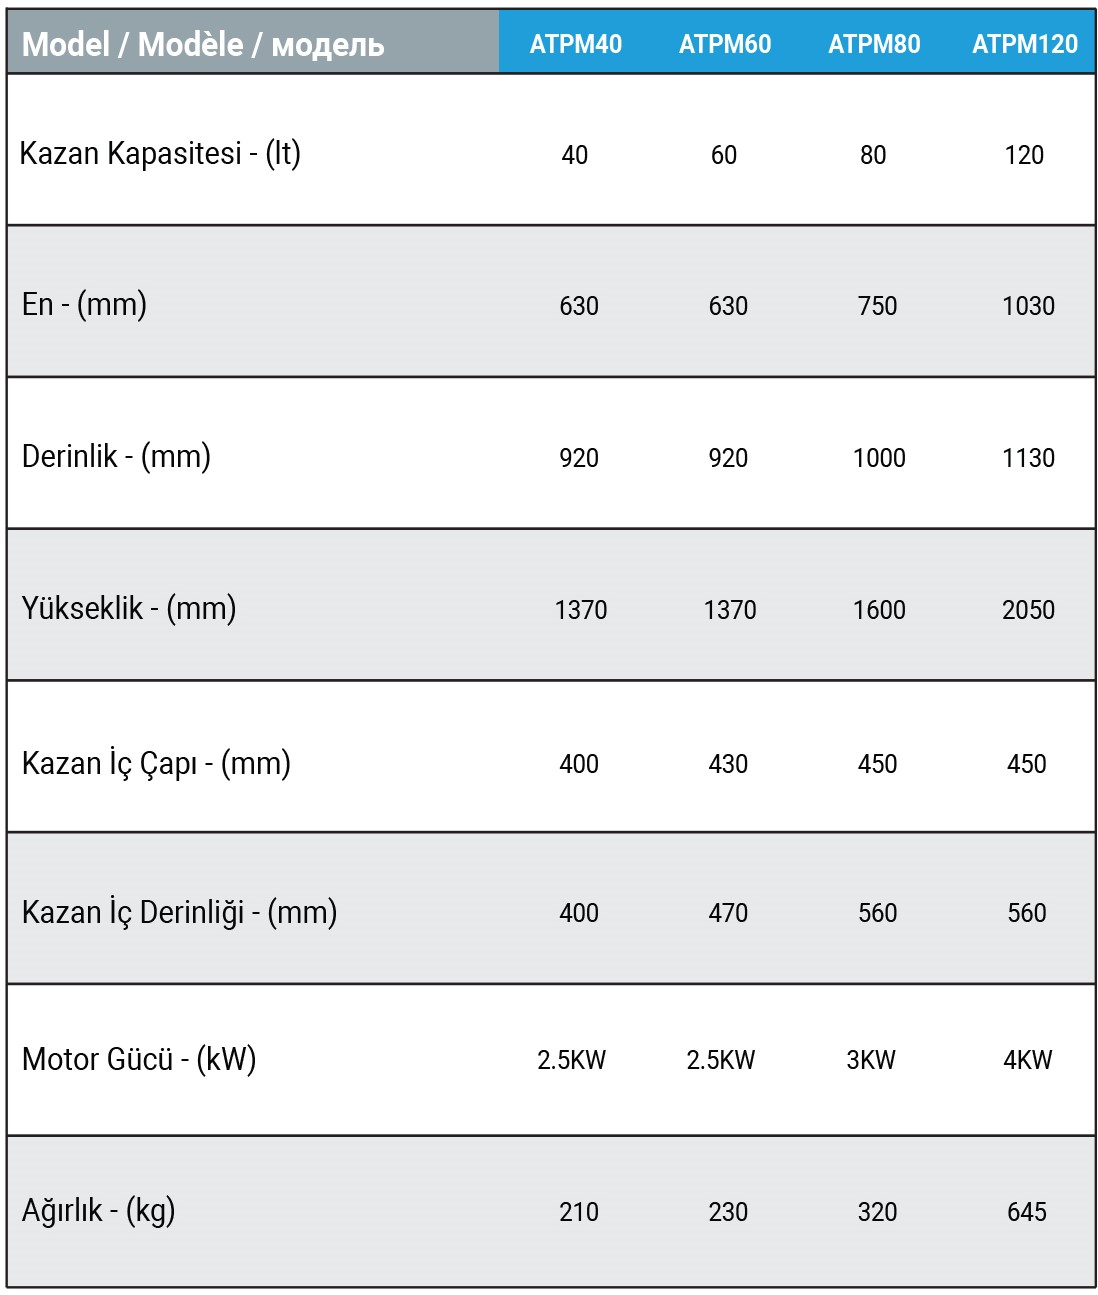 Model / Modèle / модель ATPM40 ATPM60 ATPM80 ATPM120
Kazan Kapasitesi - (lt) 40 60 80 120
En - (mm) 630 630 750 1030
Derinlik - (mm) 920 920 1000 1130
Yükseklik - (mm) 1370 1370 1600 2050
Kazan İç Çapı - (mm) 400 430 450 450
Kazan İç Derinliği - (mm) 400 470 560 560
Motor Gücü - (kW) 2.5KW 2.5KW 3KW 4KW
Ağırlık - (kg) 210 230 320 645